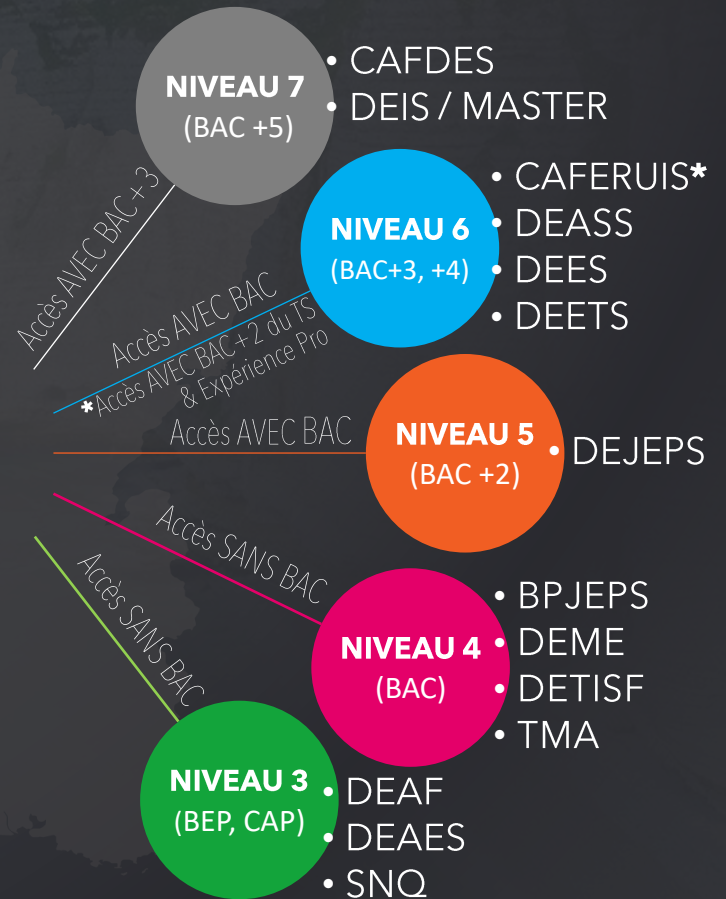 NIVEAU 7
(BAC +5)
• CAFDES
• DEIS / MASTER
Accès AVEC BAC+3
NIVEAU 6
(BAC+3, +4)
• CAFERUIS*
• DEASS
• DEES
• DEETS
Accès AVEC BAC
*Accès AVEC BAC+2 du TS
& Expérience Pro
NIVEAU 5
(BAC +2)
• DEJEPS
Accès AVEC BAC
NIVEAU 4
(BAC)
• BPJEPS
• DEME
• DETISF
• TMA
Accès SANS BAC
NIVEAU 3
(BEP, CAP)
• DEAF
• DEAES
• SNQ
Accès SANS BAC